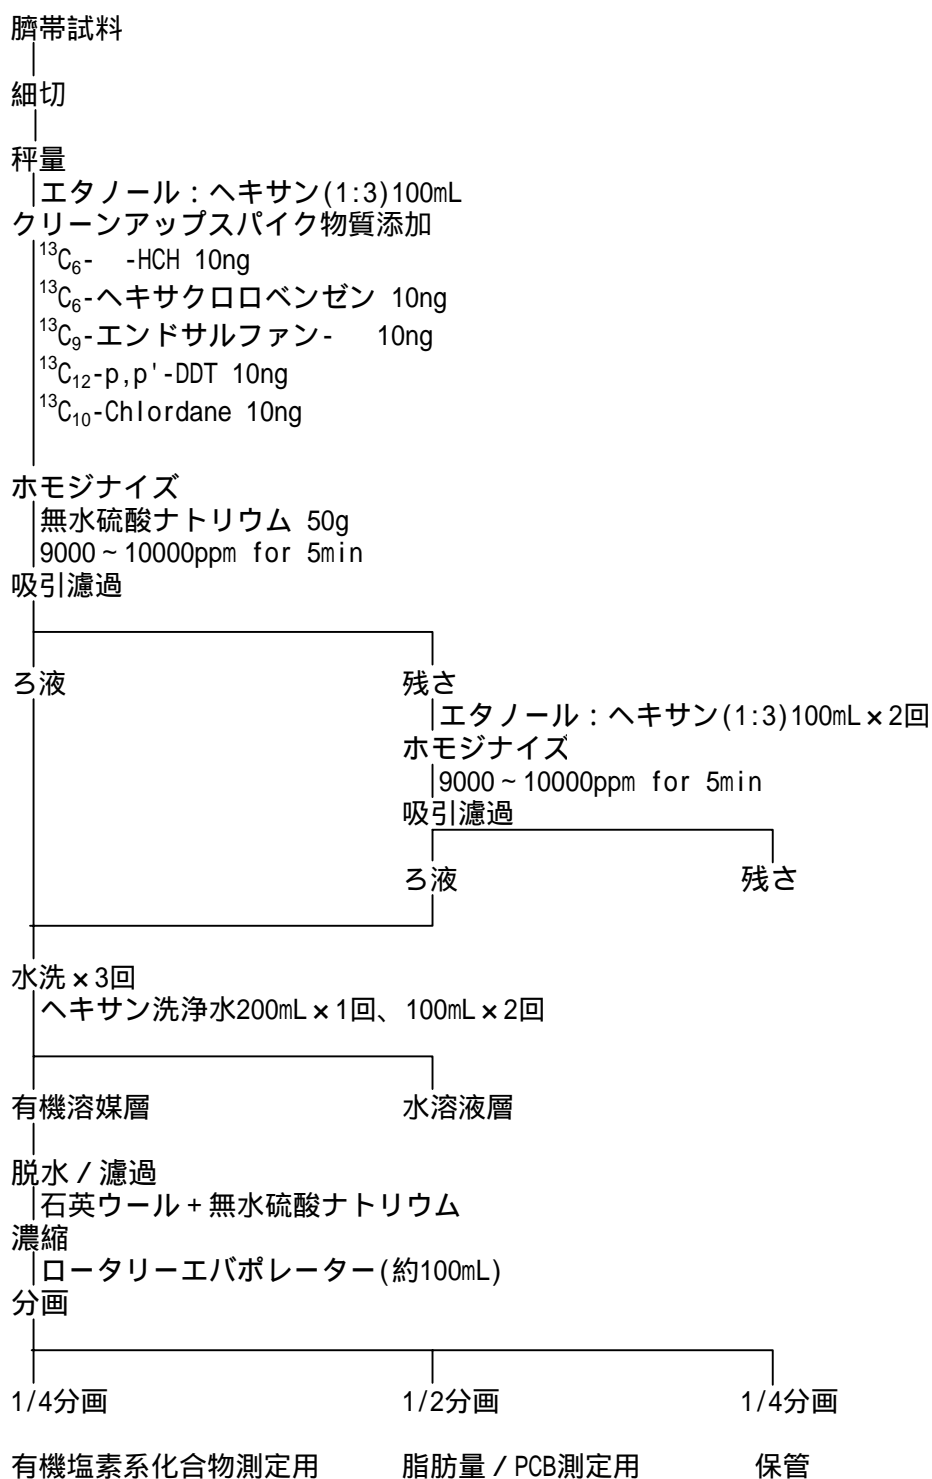 臍帯試料
細切
秤量
エタノール：ヘキサン(1:3)100mL
クリーンアップスパイク物質添加
¹³C₆-　-HCH 10ng
¹³C₆-ヘキサクロロベンゼン 10ng
¹³C₉-エンドサルファン-　10ng
¹³C₁₂-p,p'-DDT 10ng
¹³C₁₀-Chlordane 10ng
ホモジナイズ
無水硫酸ナトリウム 50g
9000～10000ppm for 5min
吸引濾過
ろ液　残さ
エタノール：ヘキサン(1:3)100mL×2回
ホモジナイズ
9000～10000ppm for 5min
吸引濾過
ろ液　残さ
水洗×3回
ヘキサン洗浄水200mL×1回、100mL×2回
有機溶媒層　水溶液層
脱水／濾過
石英ウール＋無水硫酸ナトリウム
濃縮
ロータリーエバポレーター(約100mL)
分画
1/4分画　1/2分画　1/4分画
有機塩素系化合物測定用　脂肪量／PCB測定用　保管